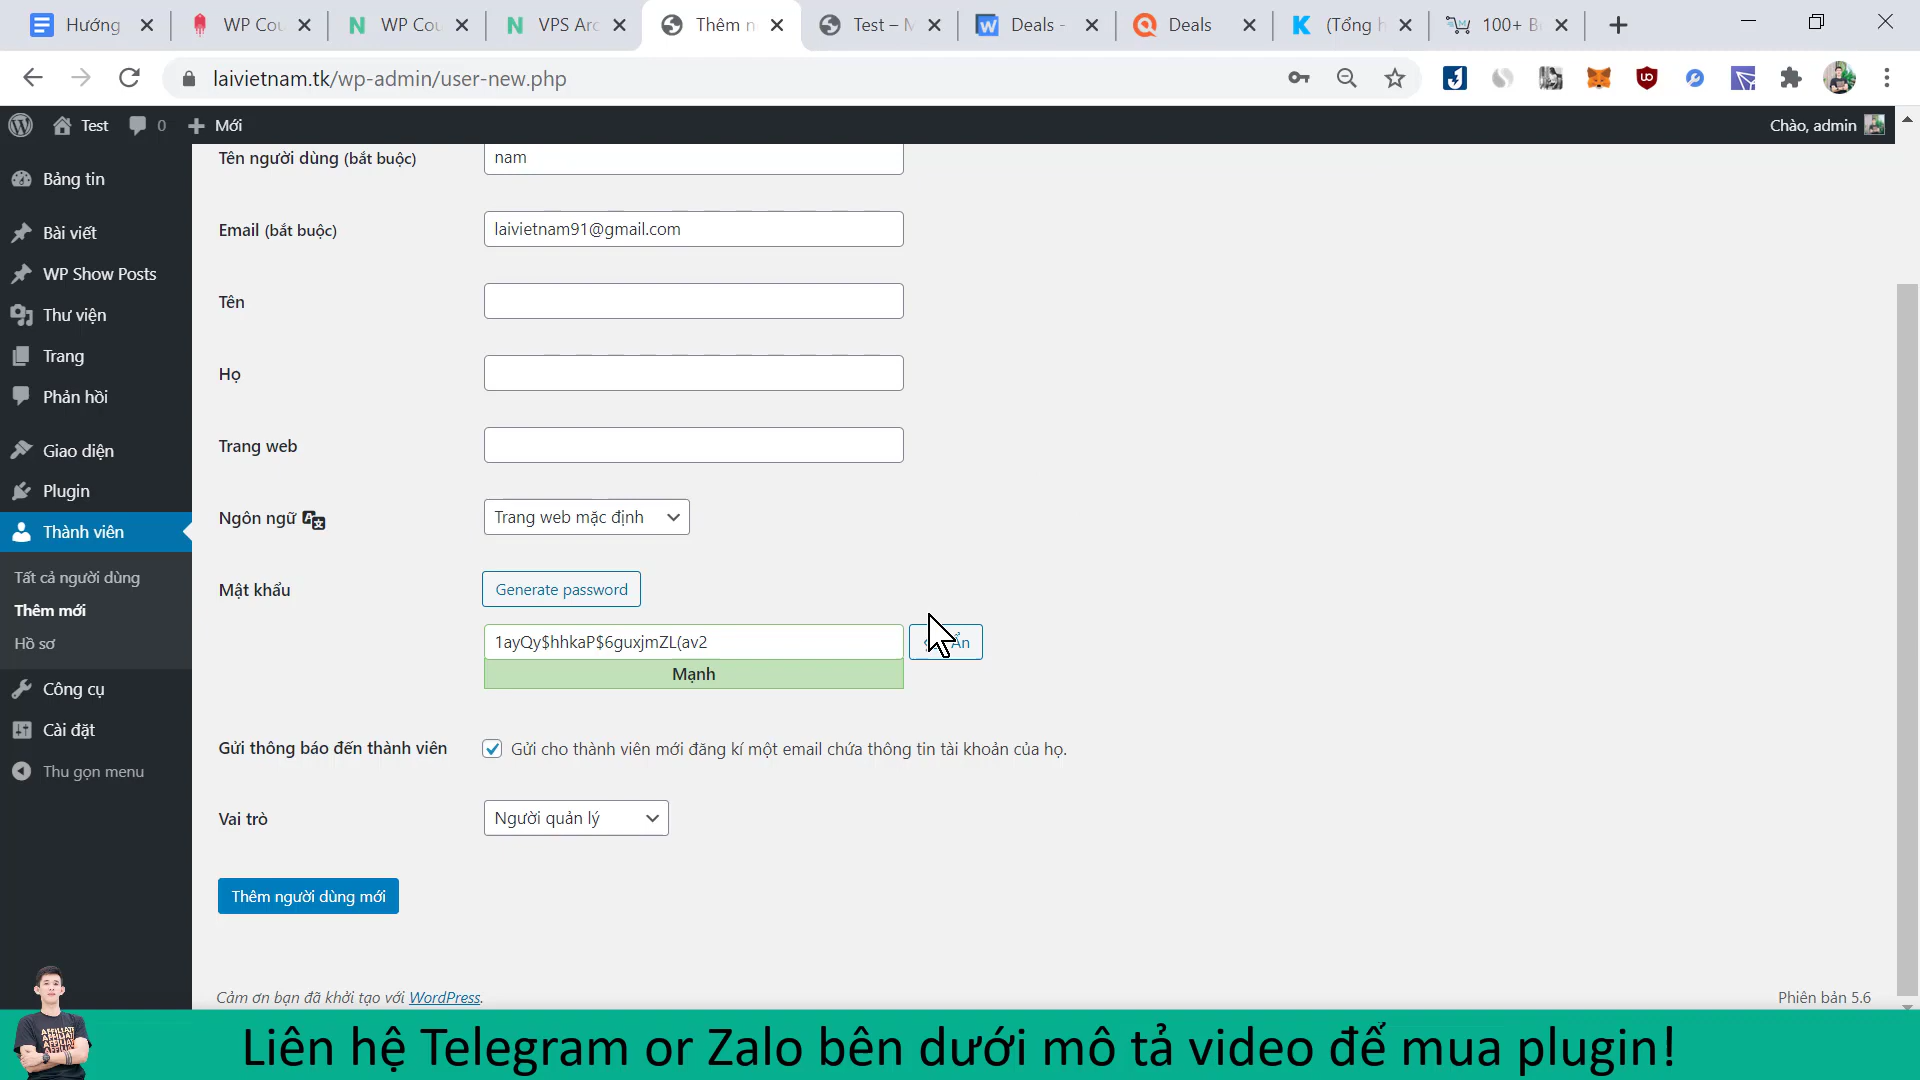 Hướng
WP Cou
WP Cou
VPS Arc
Thêm n
Test – M
Deals -
Deals
(Tổng h
100+ B
laivietnam.tk/wp-admin/user-new.php
Test
0
Mới
Chào, admin
Bảng tin
Bài viết
WP Show Posts
Thư viện
Trang
Phản hồi
Giao diện
Plugin
Thành viên
Tất cả người dùng
Thêm mới
Hồ sơ
Công cụ
Cài đặt
Thu gọn menu
Tên người dùng (bắt buộc)
nam
Email (bắt buộc)
laivietnam91@gmail.com
Tên
Họ
Trang web
Ngôn ngữ
Trang web mặc định
Mật khẩu
Generate password
1ayQy$hhkaP$6guxjmZL(av2
Ẩn
Mạnh
Gửi thông báo đến thành viên
Gửi cho thành viên mới đăng kí một email chứa thông tin tài khoản của họ.
Vai trò
Người quản lý
Thêm người dùng mới
Cảm ơn bạn đã khởi tạo với WordPress.
Phiên bản 5.6
AFFILIATE
AFFILIATE
AFFILIATE
Liên hệ Telegram or Zalo bên dưới mô tả video để mua plugin!